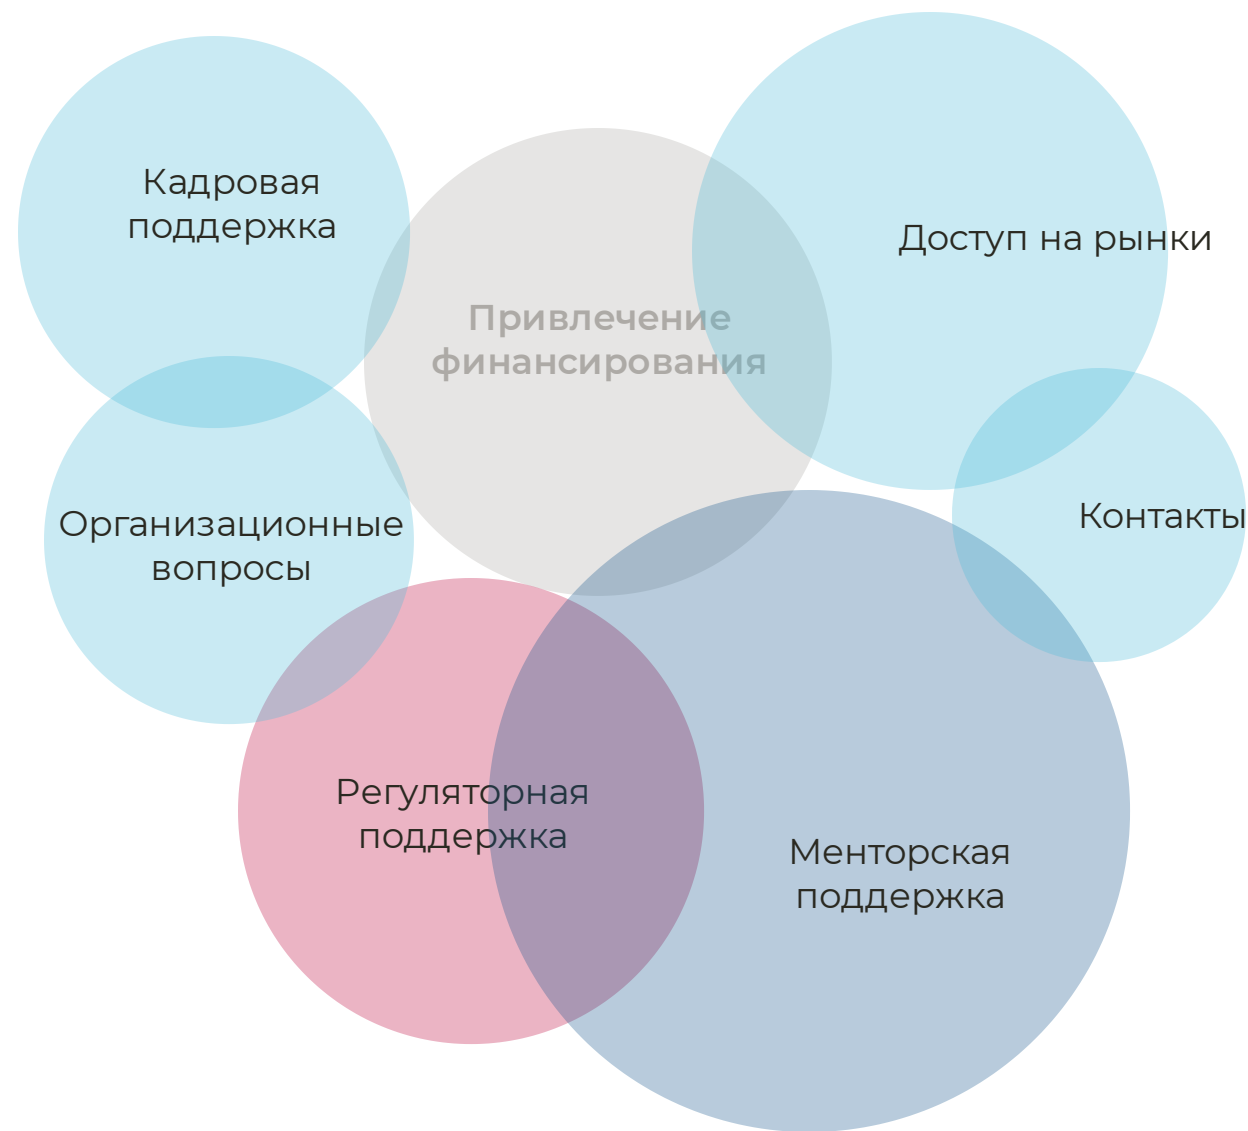 Кадровая
поддержка
Доступ на рынки
Привлечение
финансирования
Организационные
вопросы
Контакты
Регуляторная
поддержка
Менторская
поддержка